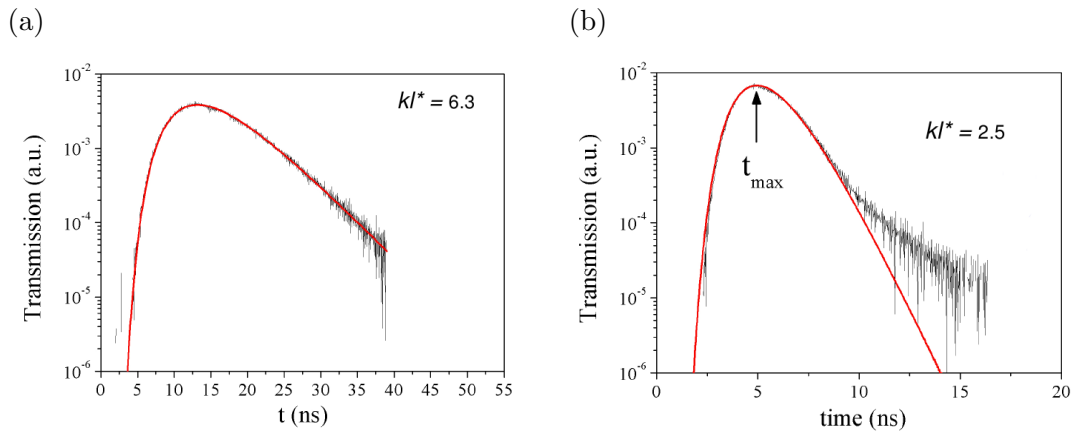 (a)
(b)
10⁻²
10⁻³
10⁻⁴
10⁻⁵
10⁻⁶
Transmission (a.u.)
kl* = 6.3
0 5 10 15 20 25 30 35 40 45 50 55
t (ns)
10⁻²
10⁻³
10⁻⁴
10⁻⁵
10⁻⁶
Transmission (a.u.)
kl* = 2.5
t_max
0 5 10 15 20
time (ns)